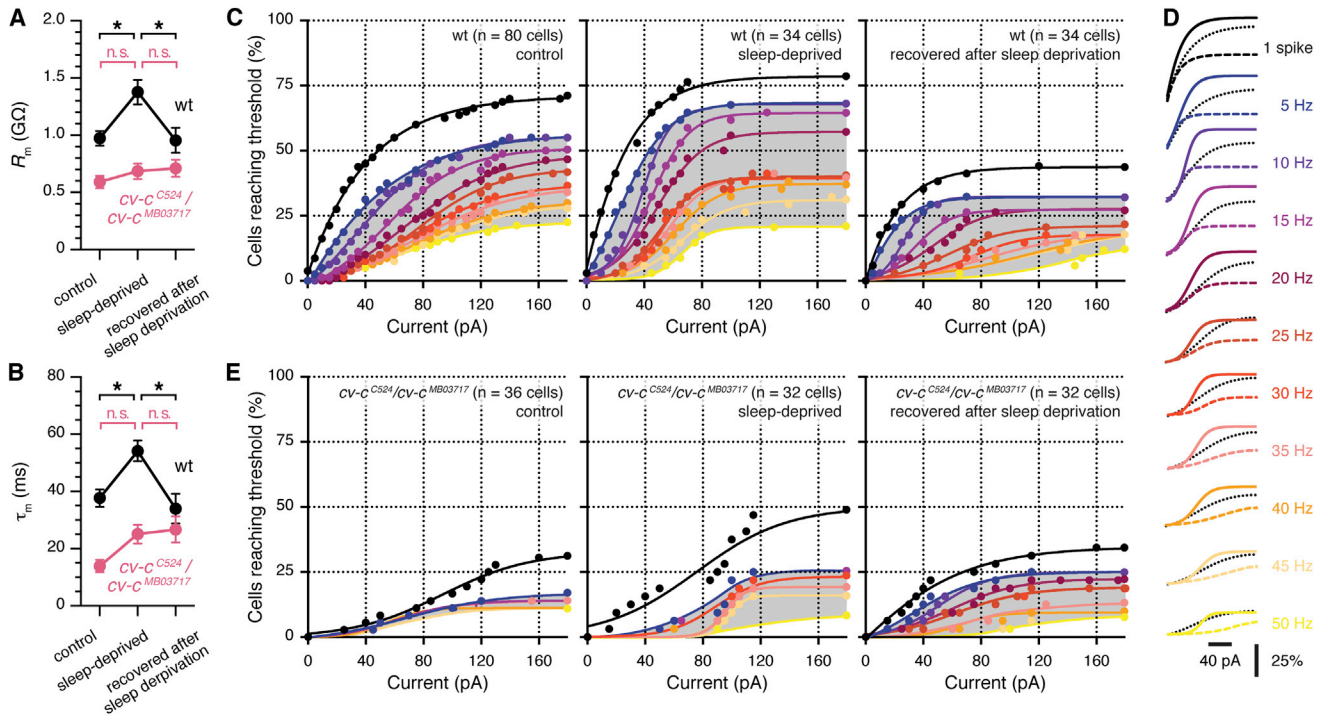 A
2.0
1.5
1.0
0.5
0
Rm (GΩ)
* *
n.s. n.s.
wt
cv-c C524 /
cv-c MB03717
control
sleep-deprived
recovered after
sleep deprivation
B
80
60
40
20
0
τm (ms)
* *
n.s. n.s.
wt
cv-c C524 /
cv-c MB03717
control
sleep-deprived
recovered after
sleep derpivation
C
Cells reaching threshold (%)
100
75
50
25
0
wt (n = 80 cells)
control
0 40 80 120 160
Current (pA)
wt (n = 34 cells)
sleep-deprived
0 40 80 120 160
Current (pA)
wt (n = 34 cells)
recovered after sleep deprivation
0 40 80 120 160
Current (pA)
D
1 spike
5 Hz
10 Hz
15 Hz
20 Hz
25 Hz
30 Hz
35 Hz
40 Hz
45 Hz
50 Hz
40 pA
25%
E
Cells reaching threshold (%)
100
75
50
25
0
cv-c C524/cv-c MB03717 (n = 36 cells)
control
0 40 80 120 160
Current (pA)
cv-c C524/cv-c MB03717 (n = 32 cells)
sleep-deprived
0 40 80 120 160
Current (pA)
cv-c C524/cv-c MB03717 (n = 32 cells)
recovered after sleep deprivation
0 40 80 120 160
Current (pA)